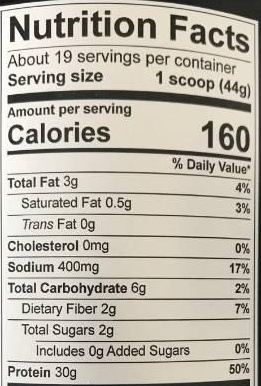 Nutrition Facts
About 19 servings per container
Serving size 1 scoop (44g)
Amount per serving
Calories 160
% Daily Value*
Total Fat 3g 4%
Saturated Fat 0.5g 3%
Trans Fat 0g
Cholesterol 0mg 0%
Sodium 400mg 17%
Total Carbohydrate 6g 2%
Dietary Fiber 2g 7%
Total Sugars 2g
Includes 0g Added Sugars 0%
Protein 30g 50%